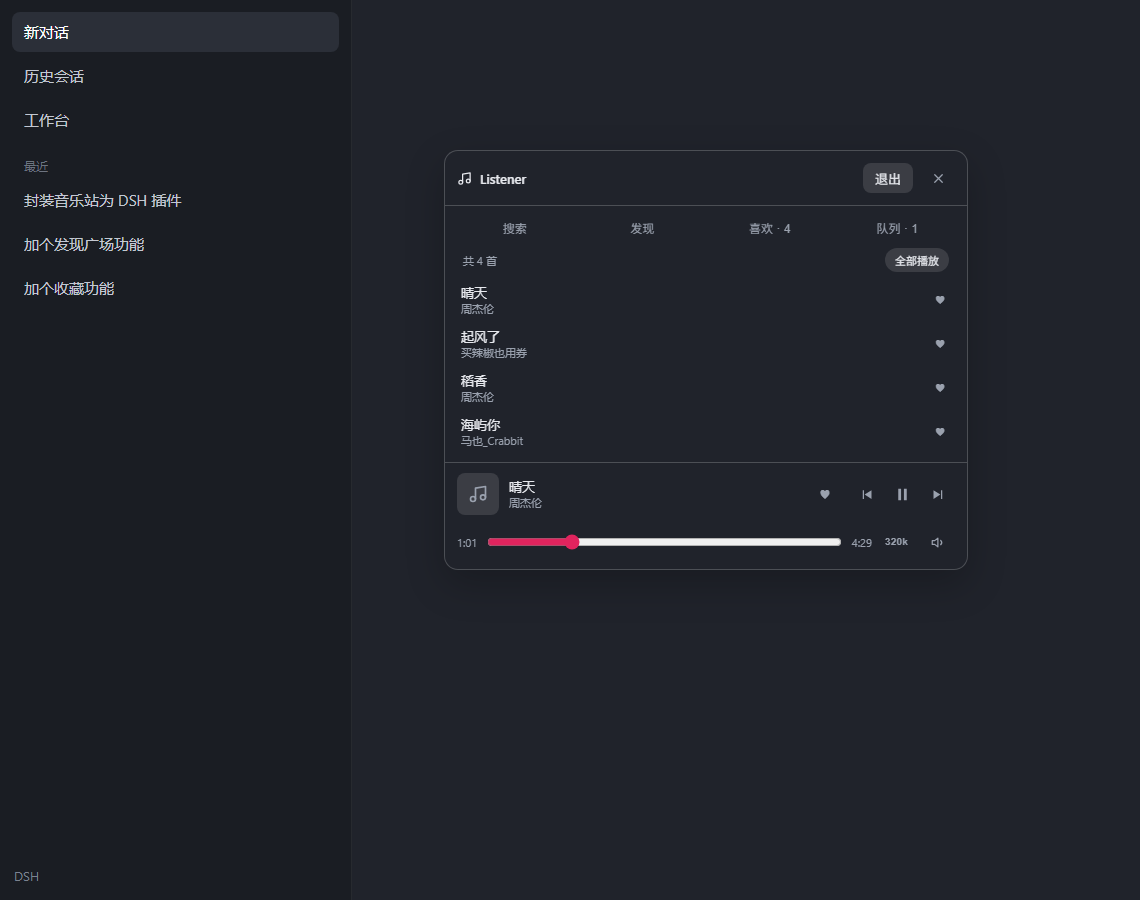 新对话
历史会话
工作台
最近
封装音乐站为 DSH 插件
加个发现广场功能
加个收藏功能
DSH
Listener
退出
搜索 发现 喜欢 · 4 队列 · 1
共 4 首 全部播放
晴天
周杰伦
起风了
买辣椒也用券
稻香
周杰伦
海屿你
马也_Crabbit
晴天
周杰伦
1:01 4:29 320k